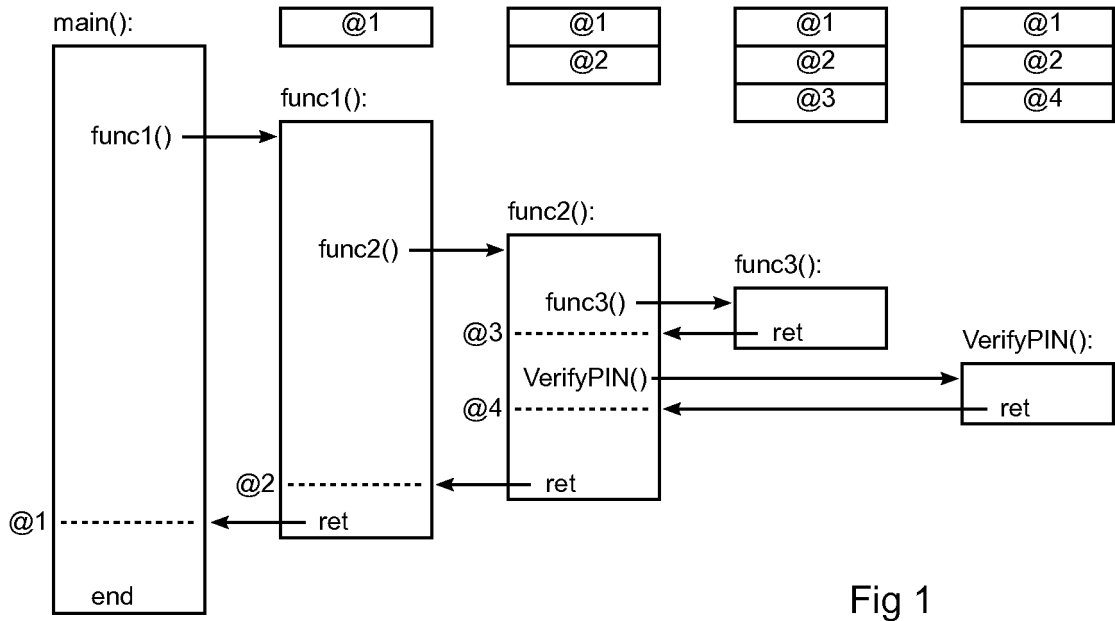 main():
@1
@1
@2
@1
@2
@3
@1
@2
@4
func1():
func1()
func2():
func2()
func3():
func3()
@3
ret
VerifyPIN():
VerifyPIN()
@4
ret
@2
ret
@1
ret
end
Fig 1